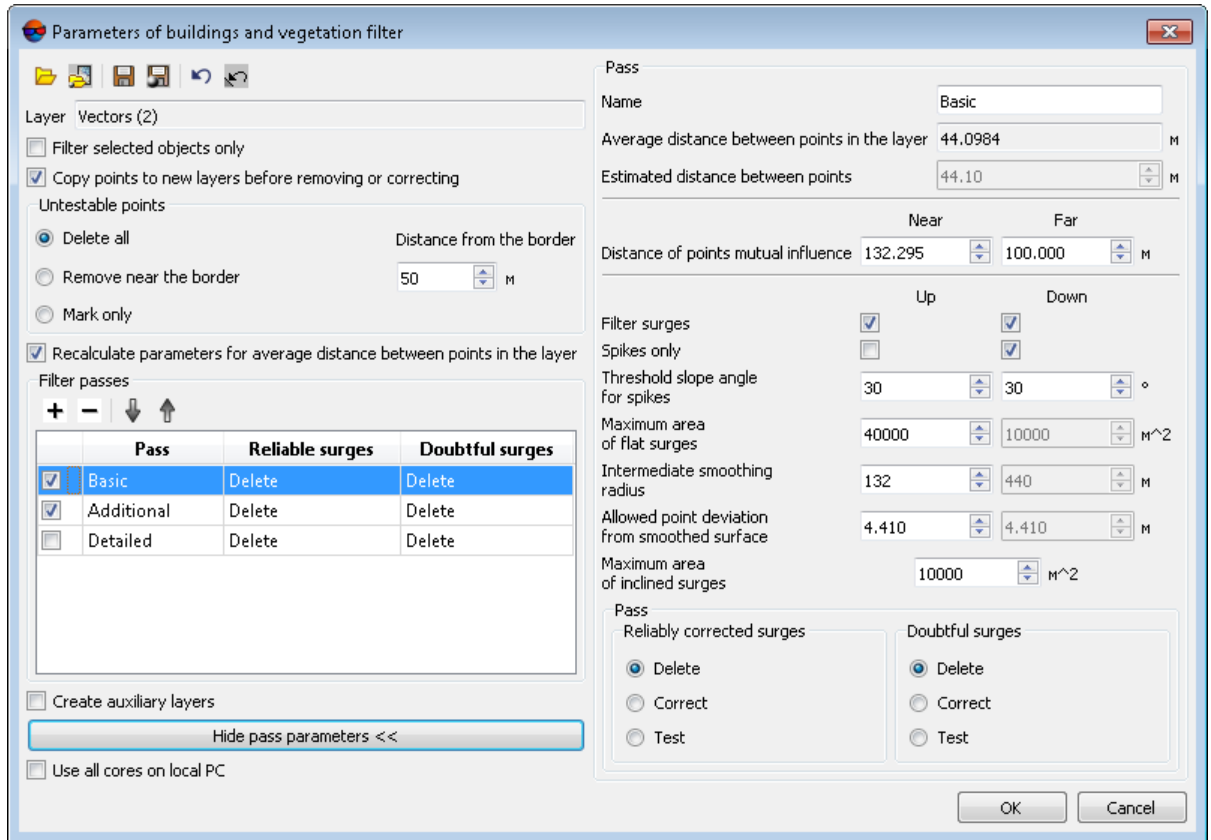 Parameters of buildings and vegetation filter
Layer Vectors (2)
Filter selected objects only
Copy points to new layers before removing or correcting
Untestable points
Delete all
Distance from the border
Remove near the border
50 м
Mark only
Recalculate parameters for average distance between points in the layer
Filter passes
Pass Reliable surges Doubtful surges
Basic Delete Delete
Additional Delete Delete
Detailed Delete Delete
Create auxiliary layers
Hide pass parameters <<
Use all cores on local PC
Pass
Name Basic
Average distance between points in the layer 44.0984 м
Estimated distance between points 44.10 м
Near Far
Distance of points mutual influence 132.295 100.000 м
Up Down
Filter surges
Spikes only
Threshold slope angle
for spikes
30 30 °
Maximum area
of flat surges
40000 10000 м^2
Intermediate smoothing
radius
132 440 м
Allowed point deviation
from smoothed surface
4.410 4.410 м
Maximum area
of inclined surges
10000 м^2
Pass
Reliably corrected surges
Delete
Correct
Test
Doubtful surges
Delete
Correct
Test
OK Cancel